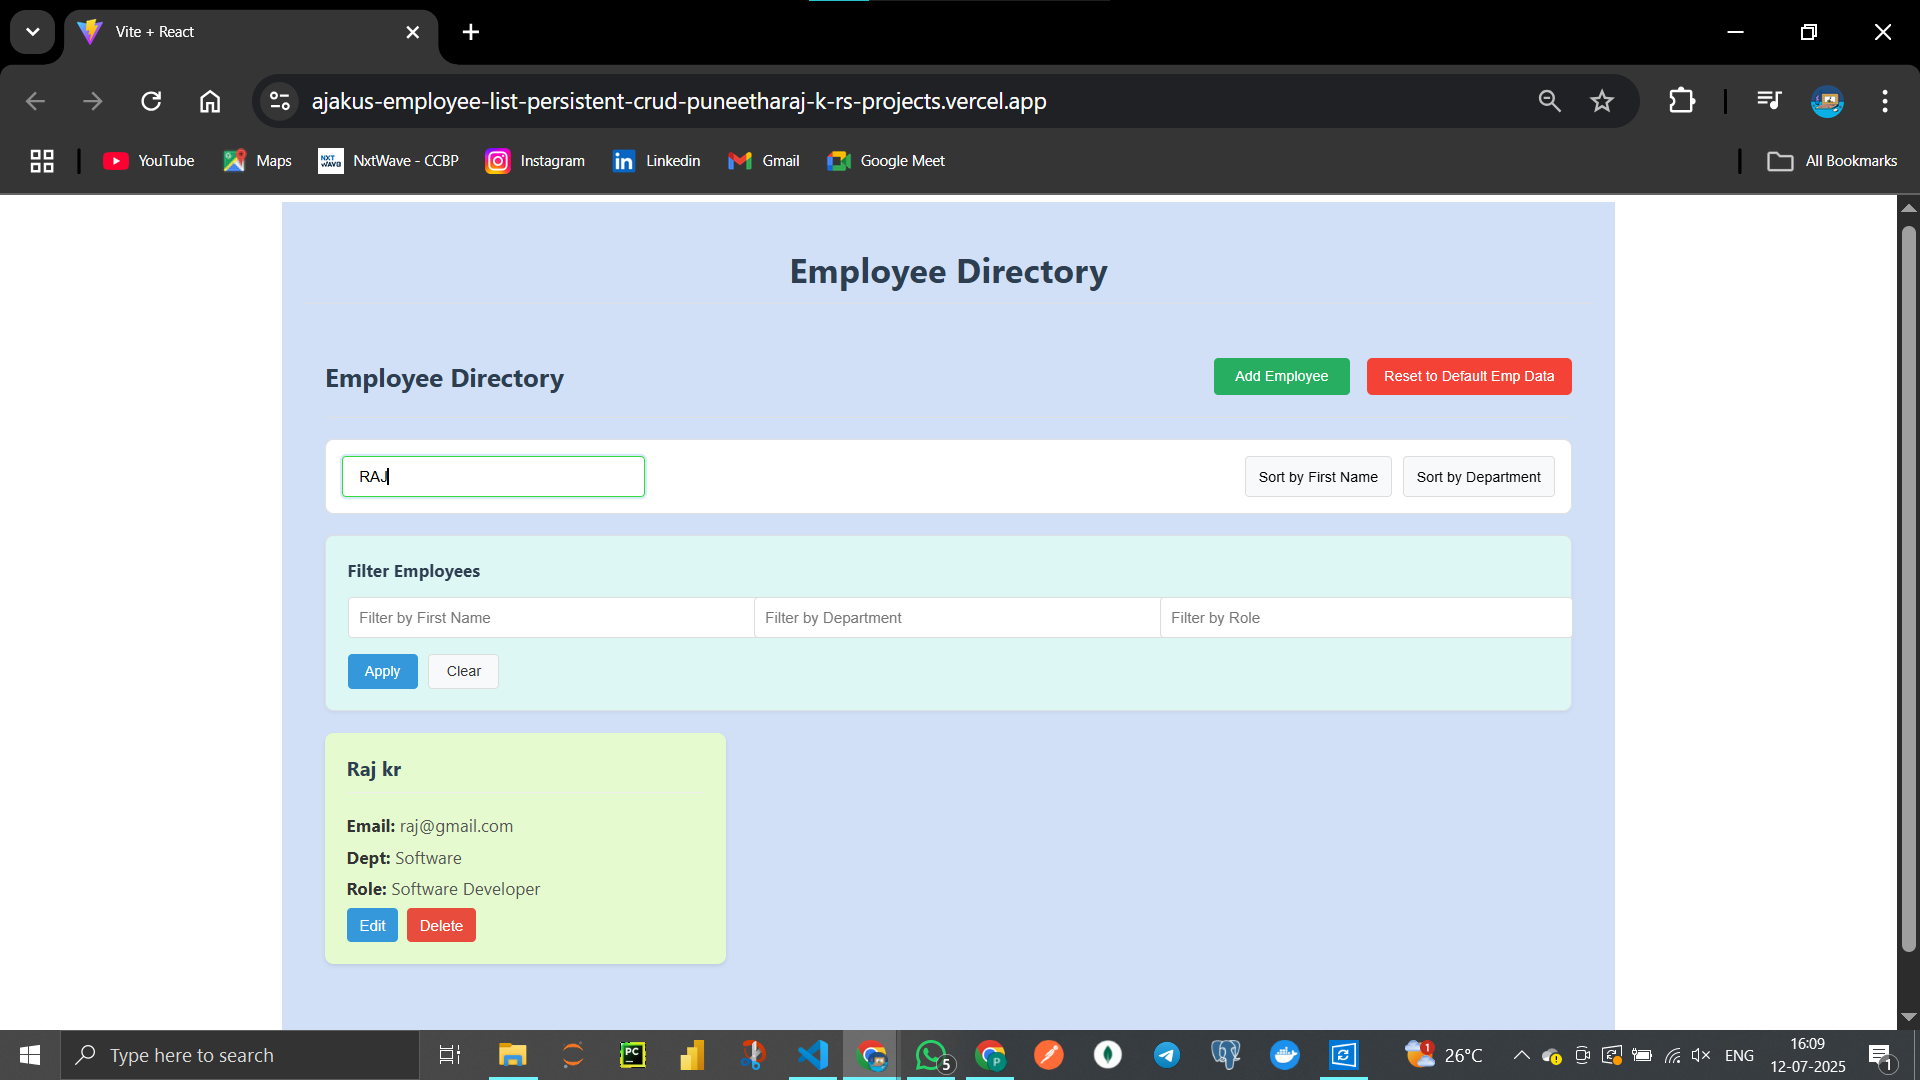 Vite + React
ajakus-employee-list-persistent-crud-puneetharaj-k-rs-projects.vercel.app
YouTube Maps NXT WAVE NxtWave - CCBP Instagram Linkedin Gmail Google Meet All Bookmarks
Employee Directory
Employee Directory Add Employee Reset to Default Emp Data
RAJ Sort by First Name Sort by Department
Filter Employees
Filter by First Name Filter by Department Filter by Role
Apply Clear
Raj kr
Email: raj@gmail.com
Dept: Software
Role: Software Developer
Edit Delete
Type here to search PC 5 P 1 26°C ENG 16:09
12-07-2025 1